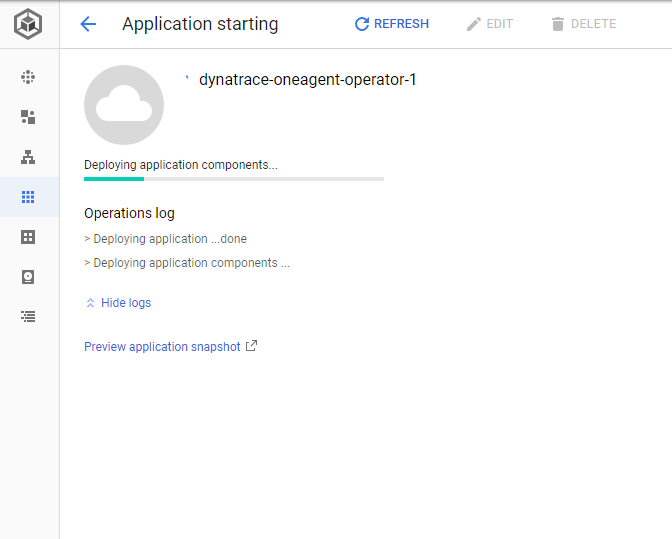 Application starting
REFRESH
EDIT
DELETE
dynatrace-oneagent-operator-1
Deploying application components...
Operations log
> Deploying application ...done
> Deploying application components ...
Hide logs
Preview application snapshot